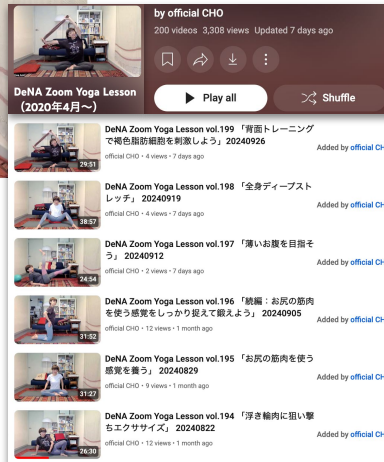 by official CHO
200 videos 3,308 views Updated 7 days ago
DeNA Zoom Yoga Lesson
（2020年4月〜）
Play all
Shuffle
DeNA Zoom Yoga Lesson vol.199 「背面トレーニング
で褐色脂肪細胞を刺激しよう」20240926
official CHO • 4 views • 7 days ago
Added by official CH
29:51
DeNA Zoom Yoga Lesson vol.198 「全身ディープスト
レッチ」 20240919
official CHO • 4 views • 7 days ago
Added by official CH
38:57
DeNA Zoom Yoga Lesson vol.197 「薄いお腹を目指そ
う」 20240912
official CHO • 2 views • 7 days ago
Added by official CH
24:54
DeNA Zoom Yoga Lesson vol.196 「続編：お尻の筋肉
を使う感覚をしっかり捉えて鍛えよう」 20240905
official CHO • 12 views • 1 month ago
Added by official CH
31:52
DeNA Zoom Yoga Lesson vol.195 「お尻の筋肉を使う
感覚を養う」 20240829
official CHO • 9 views • 1 month ago
Added by official CH
31:27
DeNA Zoom Yoga Lesson vol.194 「浮き輪肉に狙い撃
ちエクササイズ」 20240822
official CHO • 12 views • 1 month ago
Added by official CH
26:30